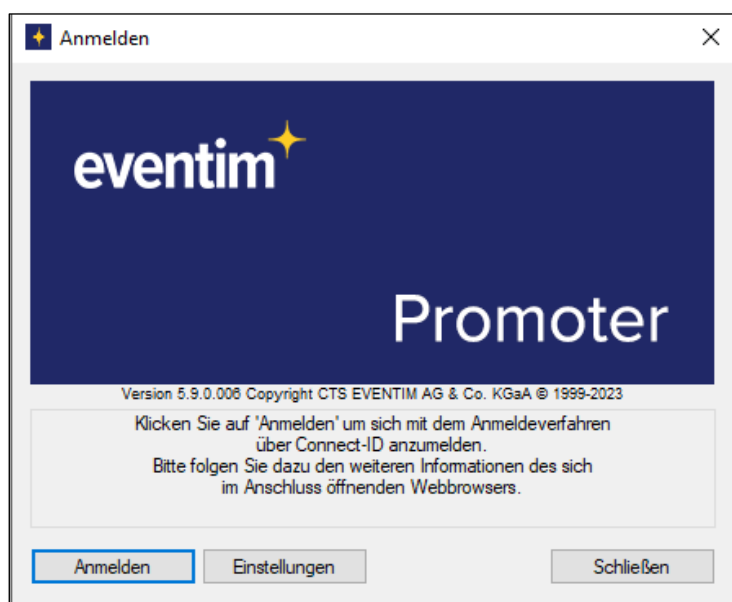 Anmelden
eventim
Promoter
Version 5.9.0.006 Copyright CTS EVENTIM AG & Co. KGaA © 1999-2023
Klicken Sie auf 'Anmelden' um sich mit dem Anmeldeverfahren
über Connect-ID anzumelden.
Bitte folgen Sie dazu den weiteren Informationen des sich
im Anschluss öffnenden Webbrowsers.
Anmelden
Einstellungen
Schließen